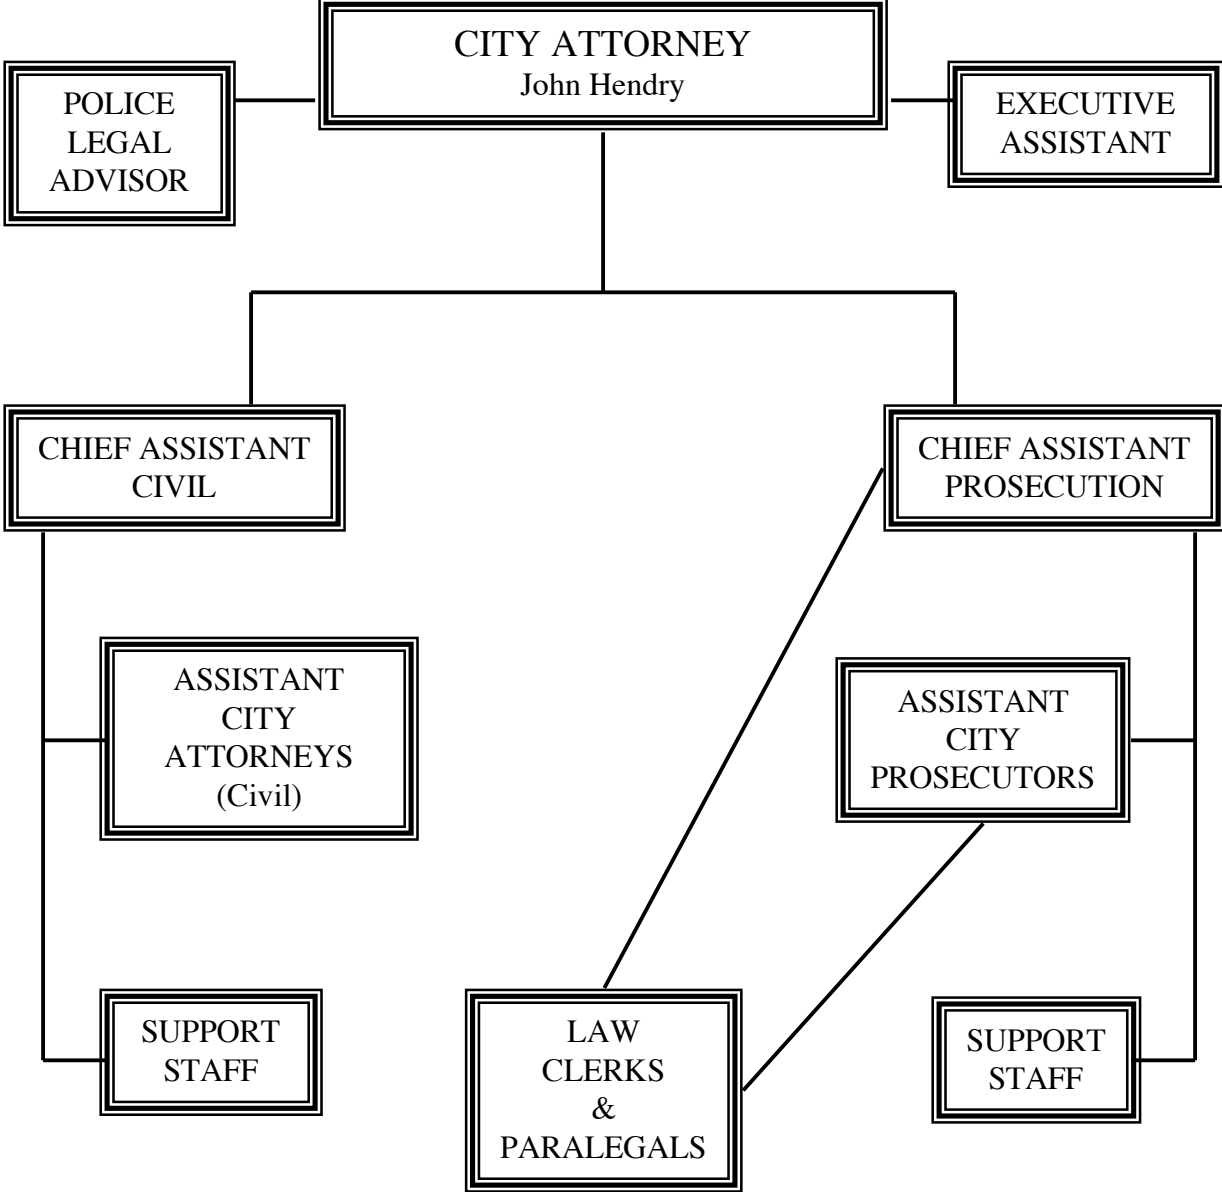 CITY ATTORNEY
John Hendry
POLICE
LEGAL
ADVISOR
EXECUTIVE
ASSISTANT
CHIEF ASSISTANT
CIVIL
CHIEF ASSISTANT
PROSECUTION
ASSISTANT
CITY
ATTORNEYS
(Civil)
ASSISTANT
CITY
PROSECUTORS
SUPPORT
STAFF
LAW
CLERKS
&
PARALEGALS
SUPPORT
STAFF